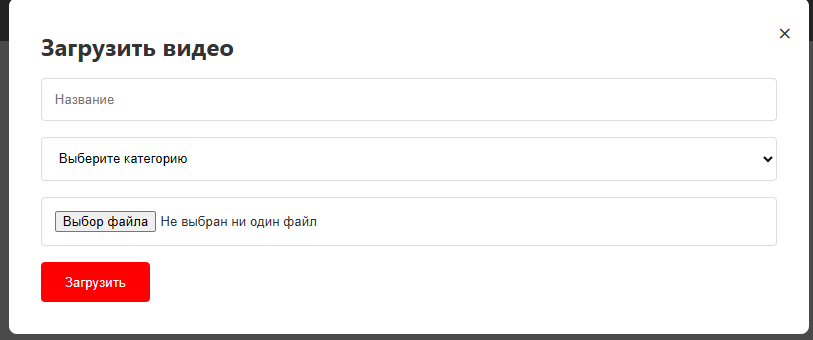 Загрузить видео
×
Название
Выберите категорию
Выбор файла Не выбран ни один файл
Загрузить